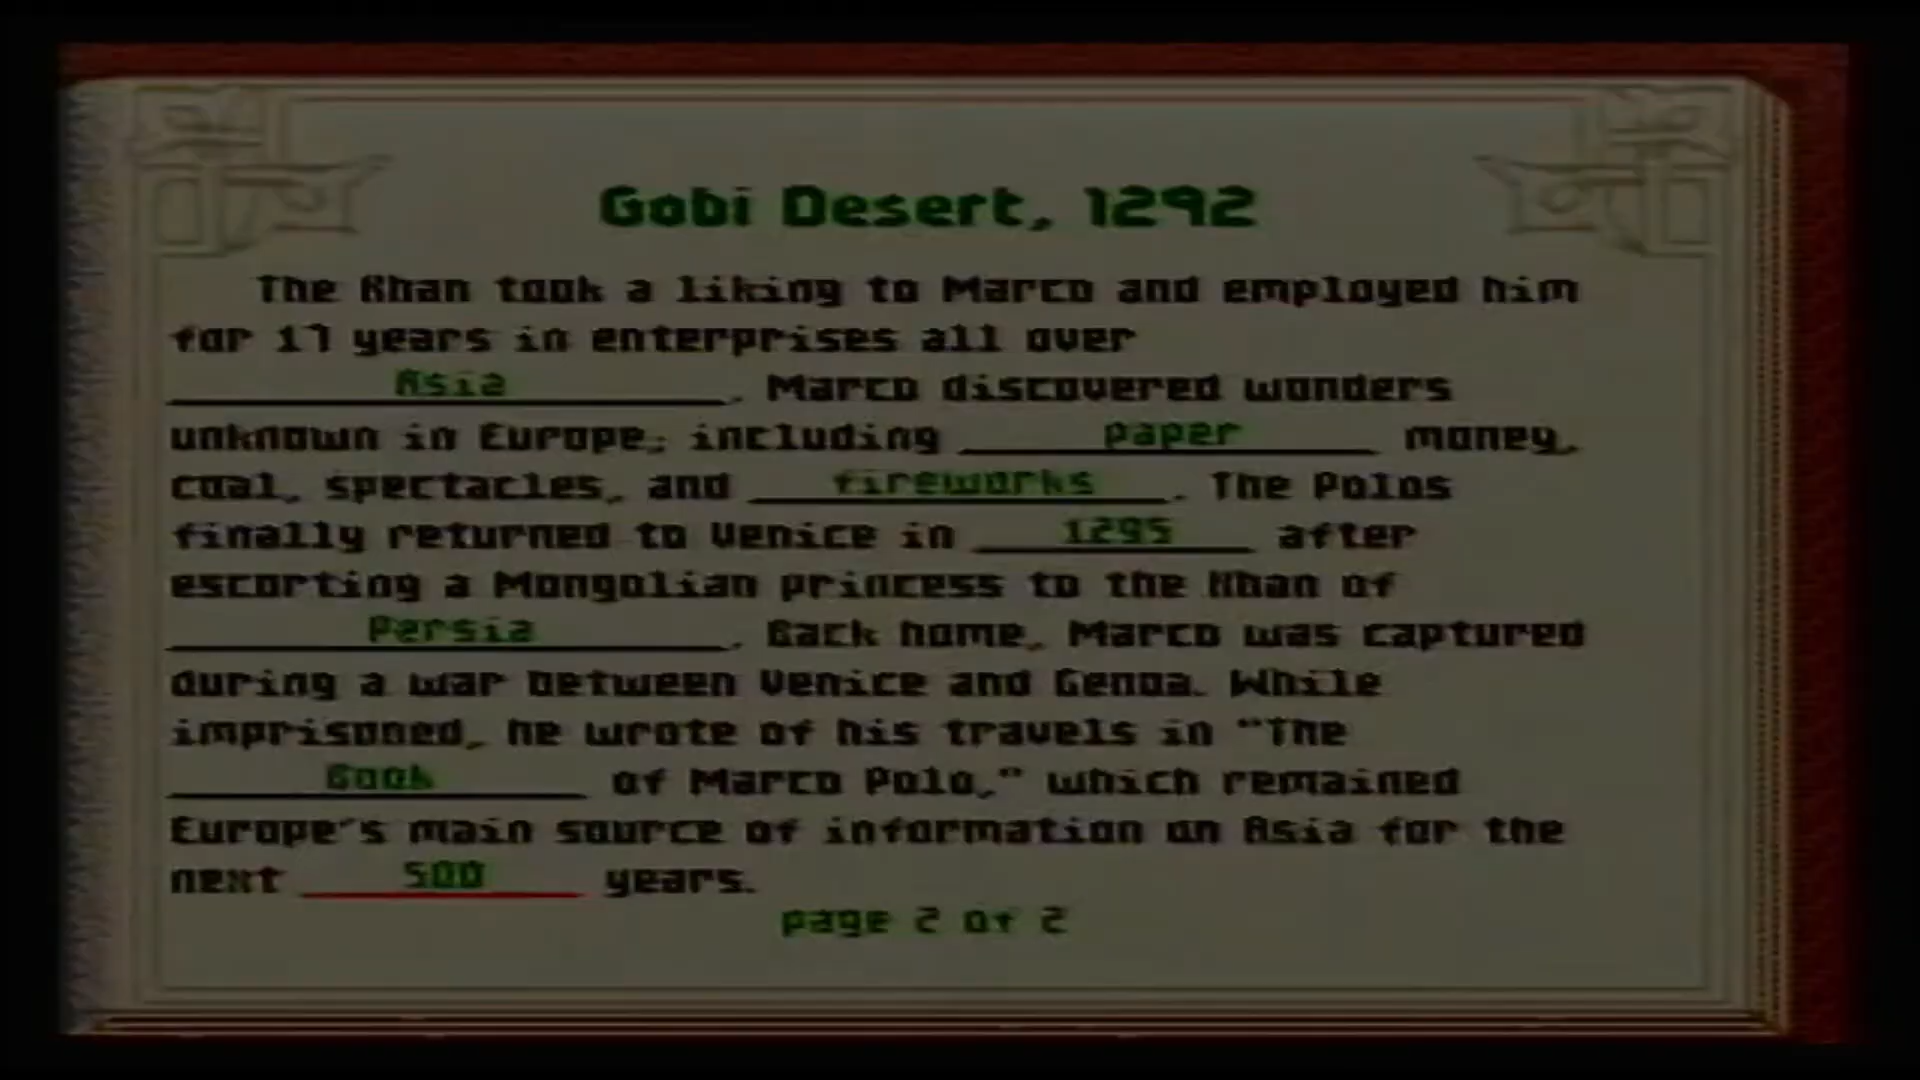 Gobi Desert, 1292
The Khan took a liking to Marco and employed him
for 17 years in enterprises all over
Asia. Marco discovered wonders
unknown in Europe, including paper money,
coal, spectacles, and fireworks. The Polos
finally returned to Venice in 1295 after
escorting a Mongolian princess to the Khan of
Persia. Back home, Marco was captured
during a war between Venice and Genoa. While
imprisoned, he wrote of his travels in "The
Book of Marco Polo," which remained
Europe's main source of information on Asia for the
next 500 years.
page 2 of 2